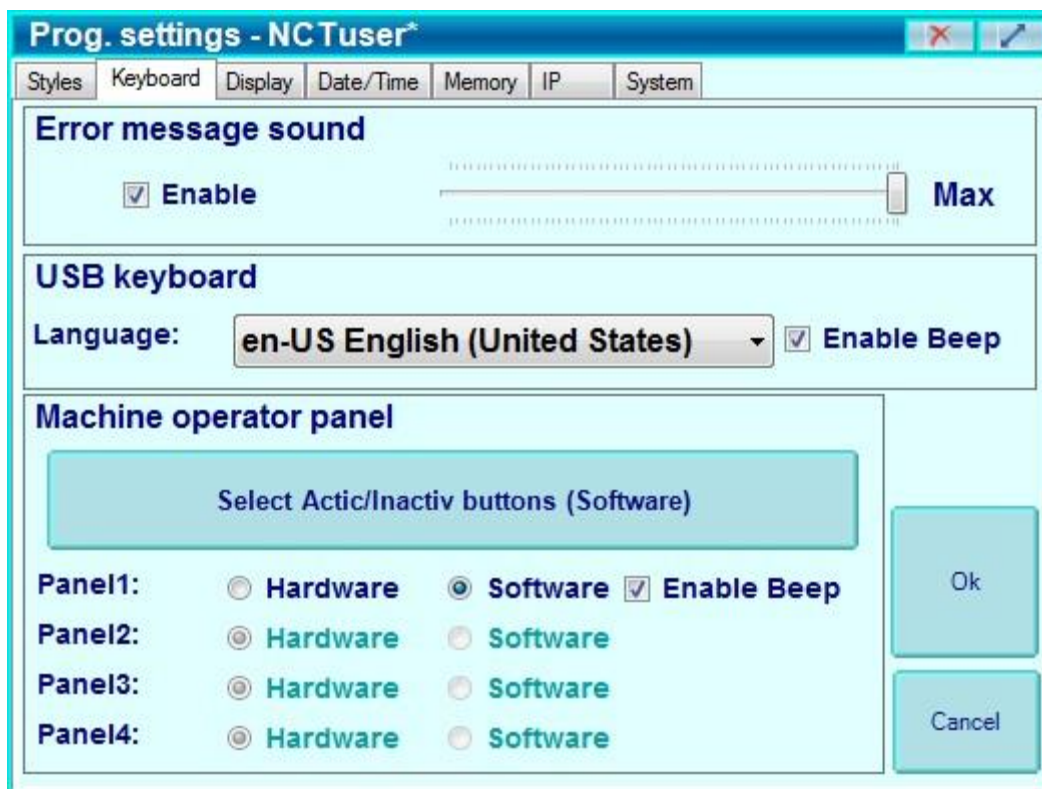 Prog. settings - NCTuser*
Styles Keyboard Display Date/Time Memory IP System
Error message sound
Enable Max
USB keyboard
Language: en-US English (United States) Enable Beep
Machine operator panel
Select Actic/Inactiv buttons (Software)
Panel1: Hardware Software Enable Beep
Panel2: Hardware Software
Panel3: Hardware Software
Panel4: Hardware Software
Ok
Cancel